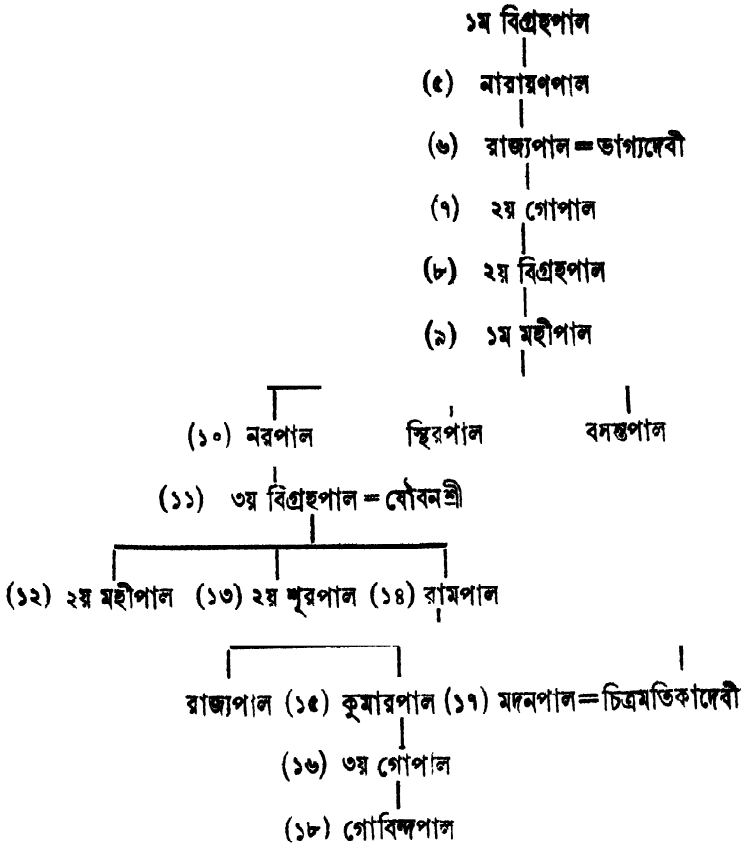 ১ম বিগ্রহপাল
(৫) নারায়ণপাল
(৬) রাজ্যপাল = ভাগ্যদেবী
(৭) ২য় গোপাল
(৮) ২য় বিগ্রহপাল
(৯) ১ম মহীপাল
(১০) নরপাল স্থিরপাল বসন্তপাল
(১১) ৩য় বিগ্রহপাল = যৌবনশ্রী
(১২) ২য় মহীপাল (১৩) ২য় শূরপাল (১৪) রামপাল
রাজ্যপাল (১৫) কুমারপাল (১৭) মদনপাল = চিত্রমতিকাদেবী
(১৬) ৩য় গোপাল
(১৮) গোবিন্দপাল